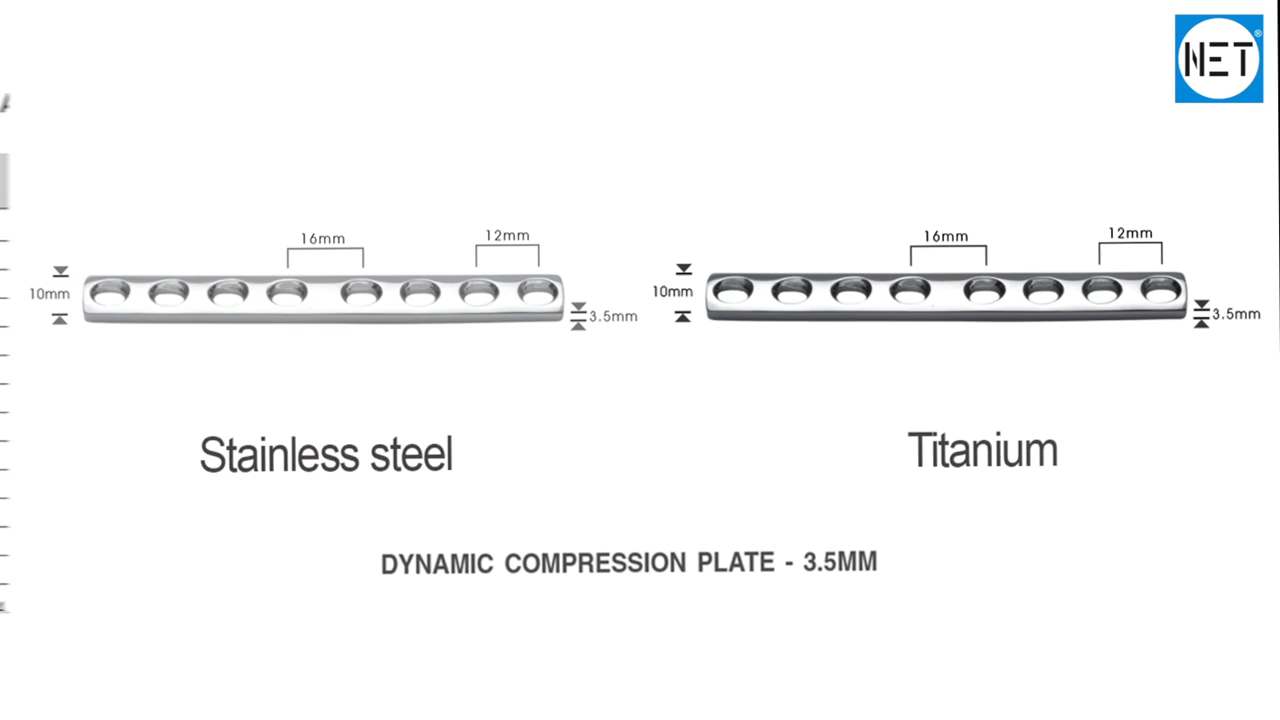 NET®
16mm
12mm
10mm
3.5mm
16mm
12mm
10mm
3.5mm
Stainless steel
Titanium
DYNAMIC COMPRESSION PLATE - 3.5MM